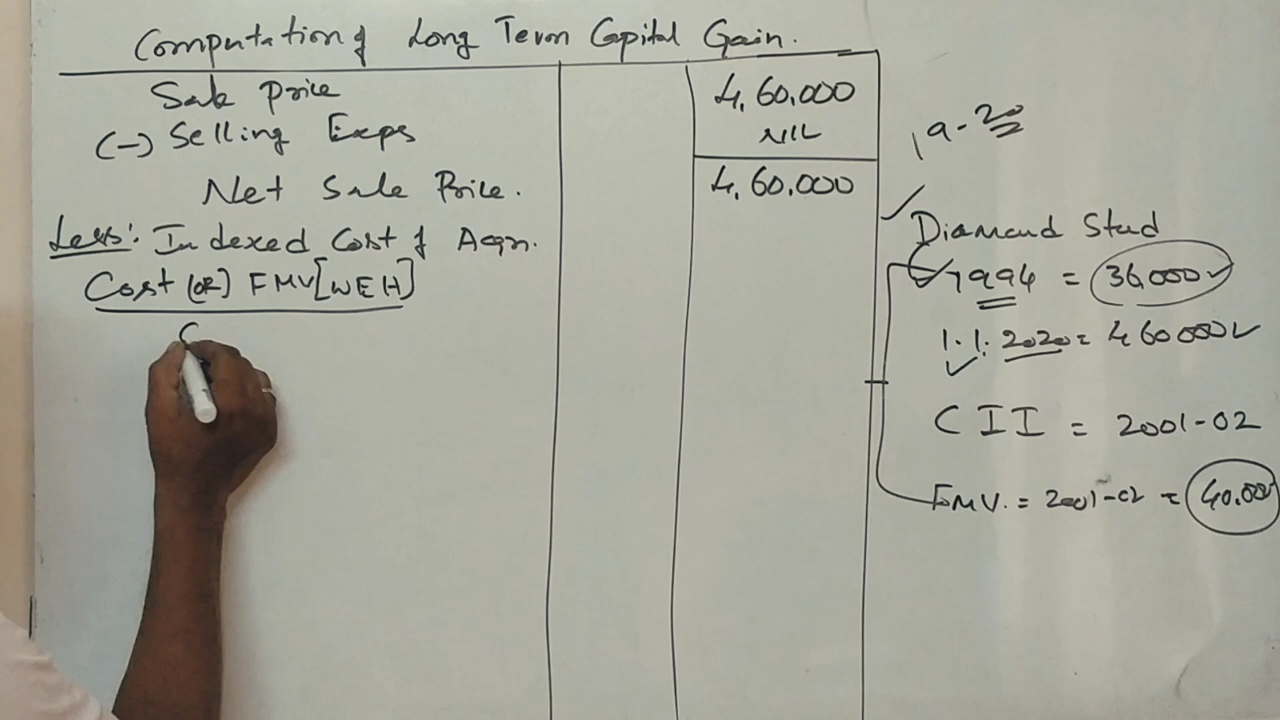 Computation of Long Term Capital Gain.
Sale Price 4,60,000
(-) Selling Exps NIL
Net Sale Price. 4,60,000
Less: Indexed Cost of Aqn.
Cost (OR) FMV [WEH]
19-20
Diamond Stud
1994 = 36,000
1.1.2020 = 460000
CII = 2001-02
FMV. = 2001-02 = 40,000